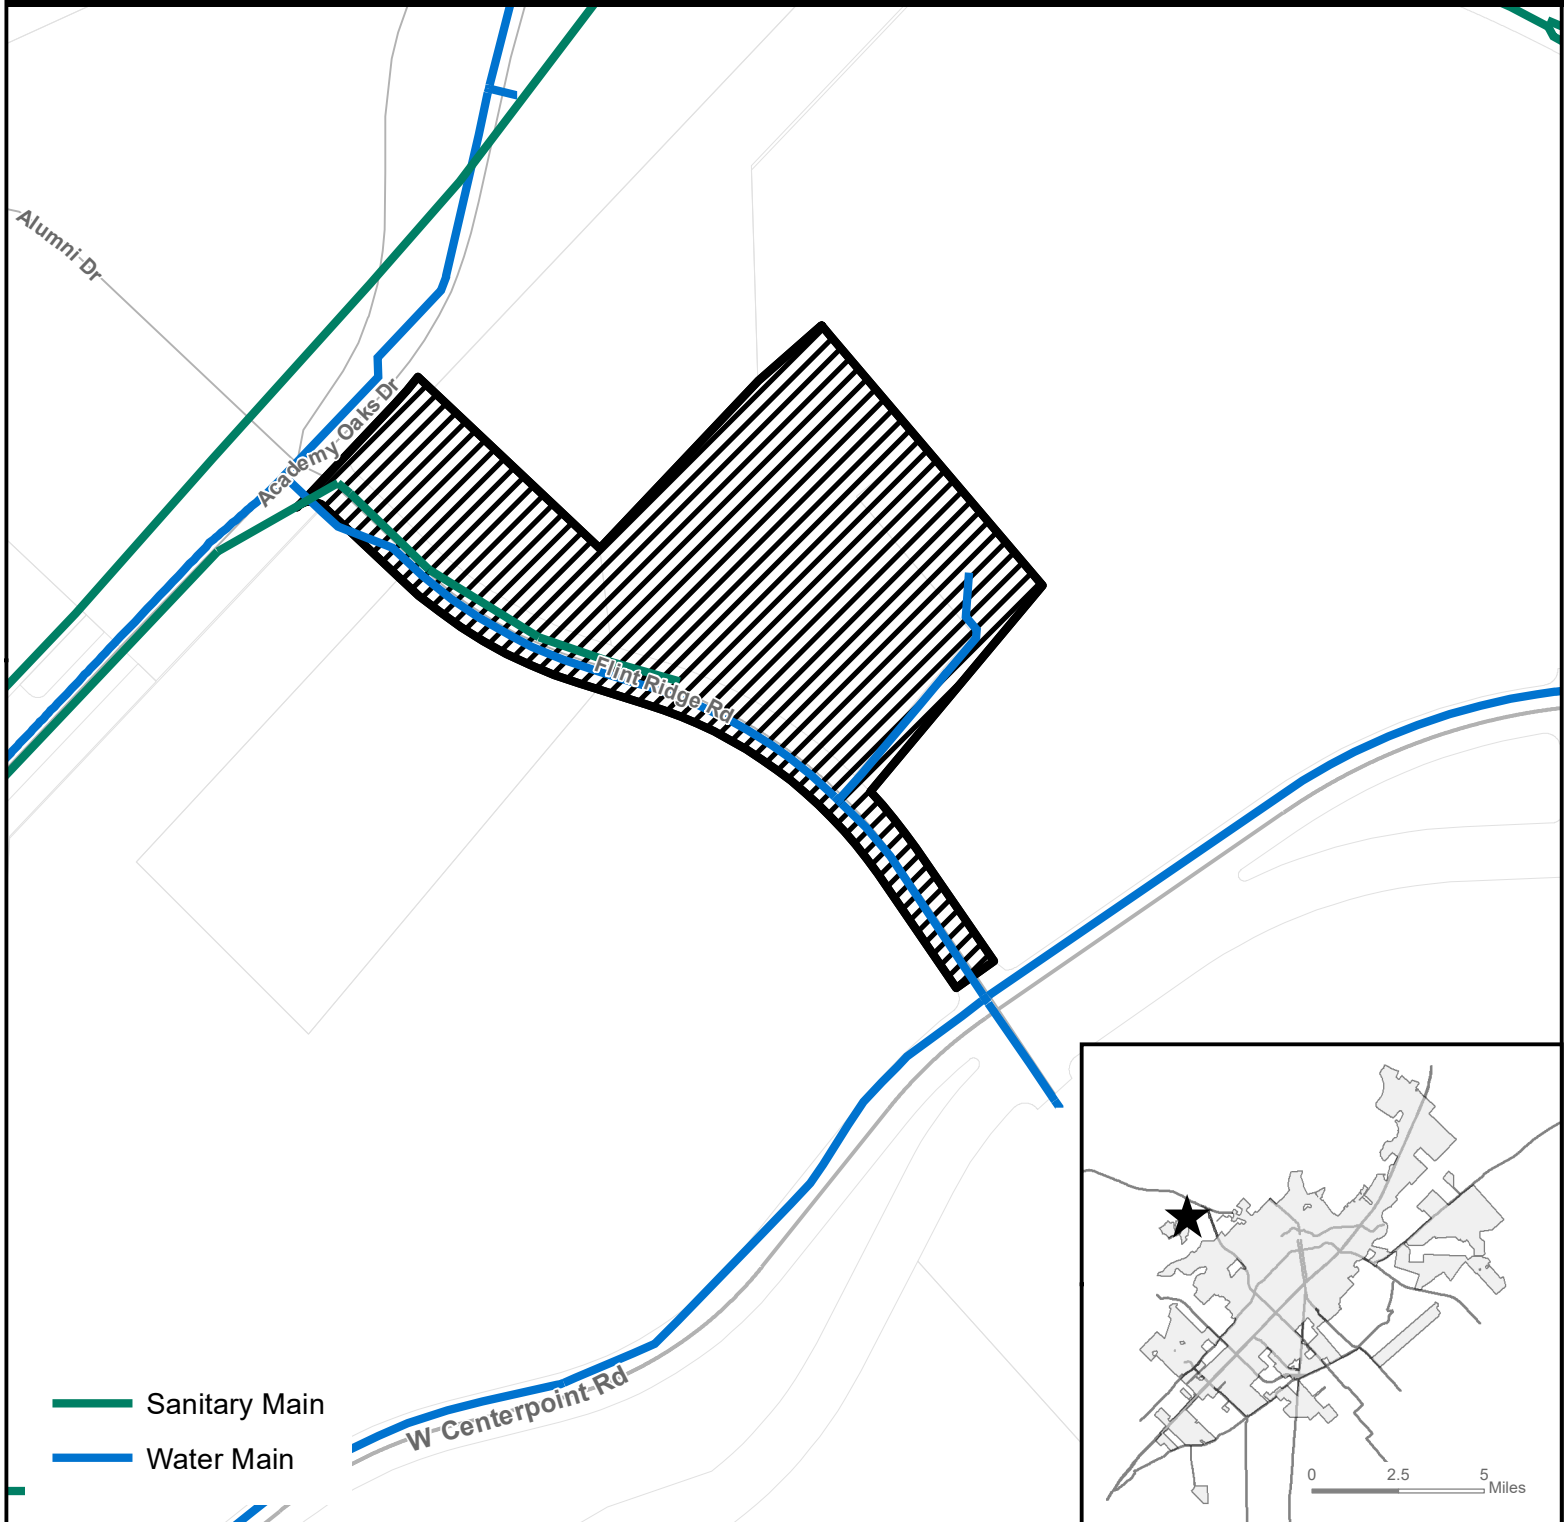 Alumni Dr
Academy Oaks Dr
Flint Ridge Rd
W Centerpoint Rd
Sanitary Main
Water Main
0 2.5 5
Miles